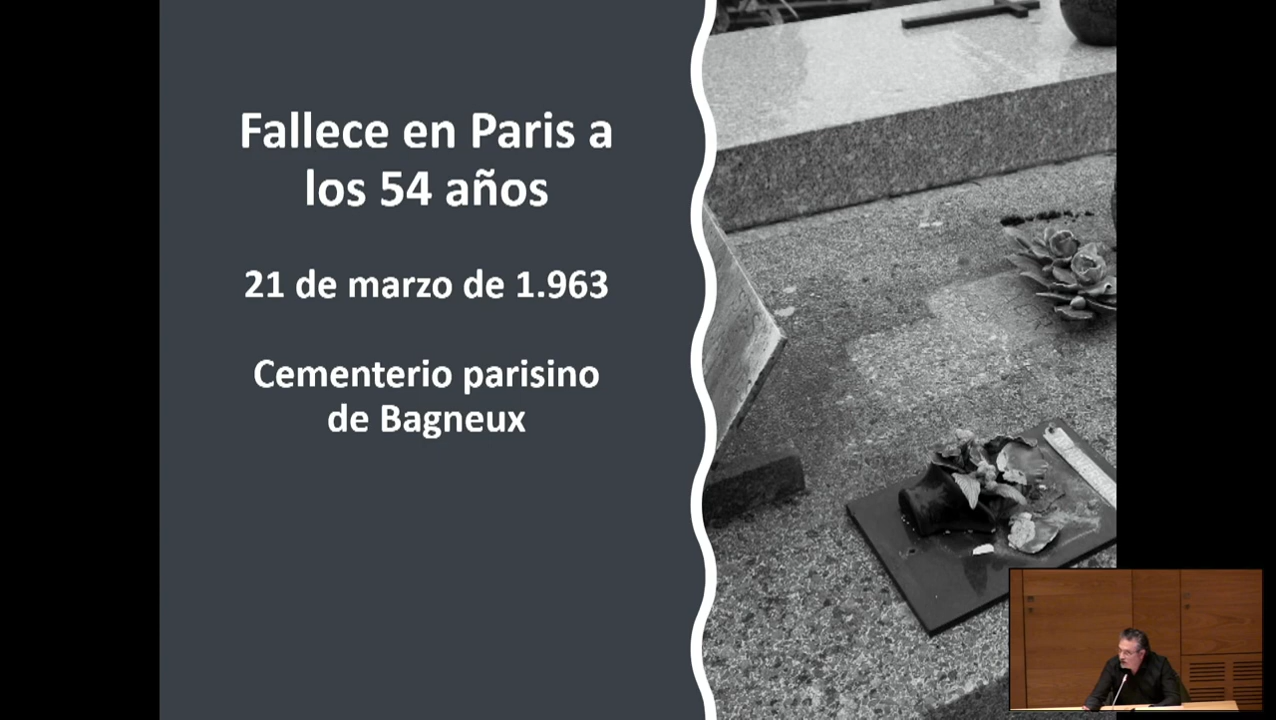 Fallece en Paris a
los 54 años
21 de marzo de 1.963
Cementerio parisino
de Bagneux